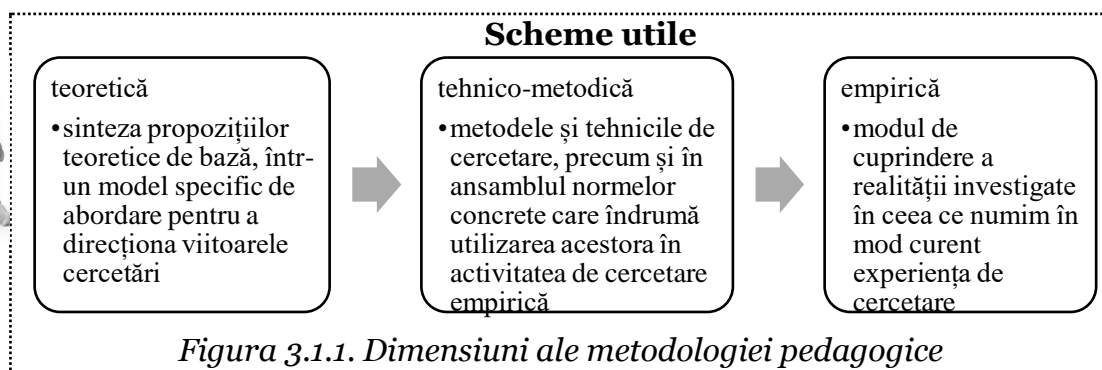 Scheme utile
teoretică
•sinteza propozițiilor
teoretice de bază, într-
un model specific de
abordare pentru a
direcționa viitoarele
cercetări
tehnico-metodică
•metodele și tehnicile de
cercetare, precum și în
ansamblul normelor
concrete care îndrumă
utilizarea acestora în
activitatea de cercetare
empirică
empirică
•modul de
cuprindere a
realității investigate
în ceea ce numim în
mod curent
experiența de
cercetare
Figura 3.1.1. Dimensiuni ale metodologiei pedagogice